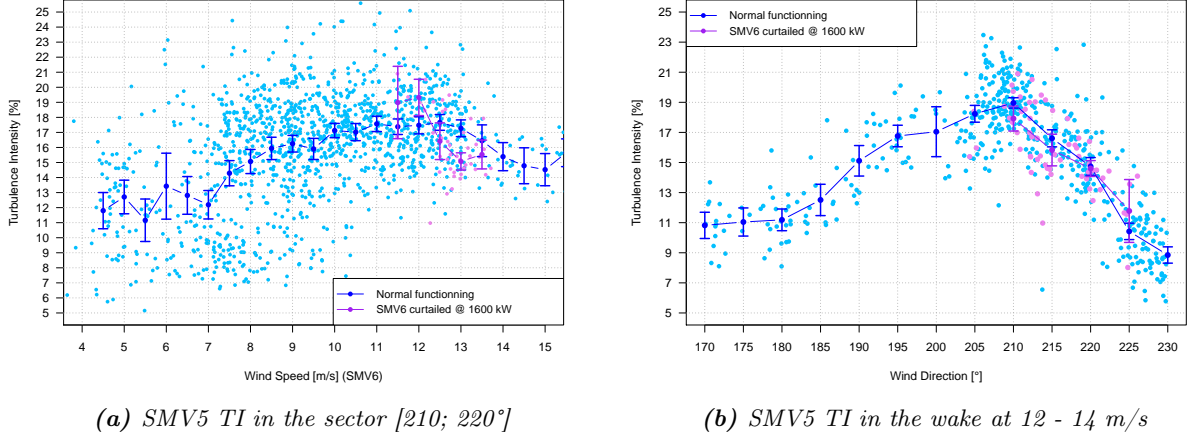 25
23
22
21
20
19
18
17
16
15
14
13
12
11
10
9
8
7
6
5
Turbulence Intensity [%]
Normal functionning
SMV6 curtailed @ 1600 kW
4 5 6 7 8 9 10 11 12 13 14 15
Wind Speed [m/s] (SMV6)
(a) SMV5 TI in the sector [210; 220°]
Normal functionning
SMV6 curtailed @ 1600 kW
25
23
21
19
17
15
13
11
9
7
5
Turbulence Intensity [%]
170 175 180 185 190 195 200 205 210 215 220 225 230
Wind Direction [°]
(b) SMV5 TI in the wake at 12 - 14 m/s